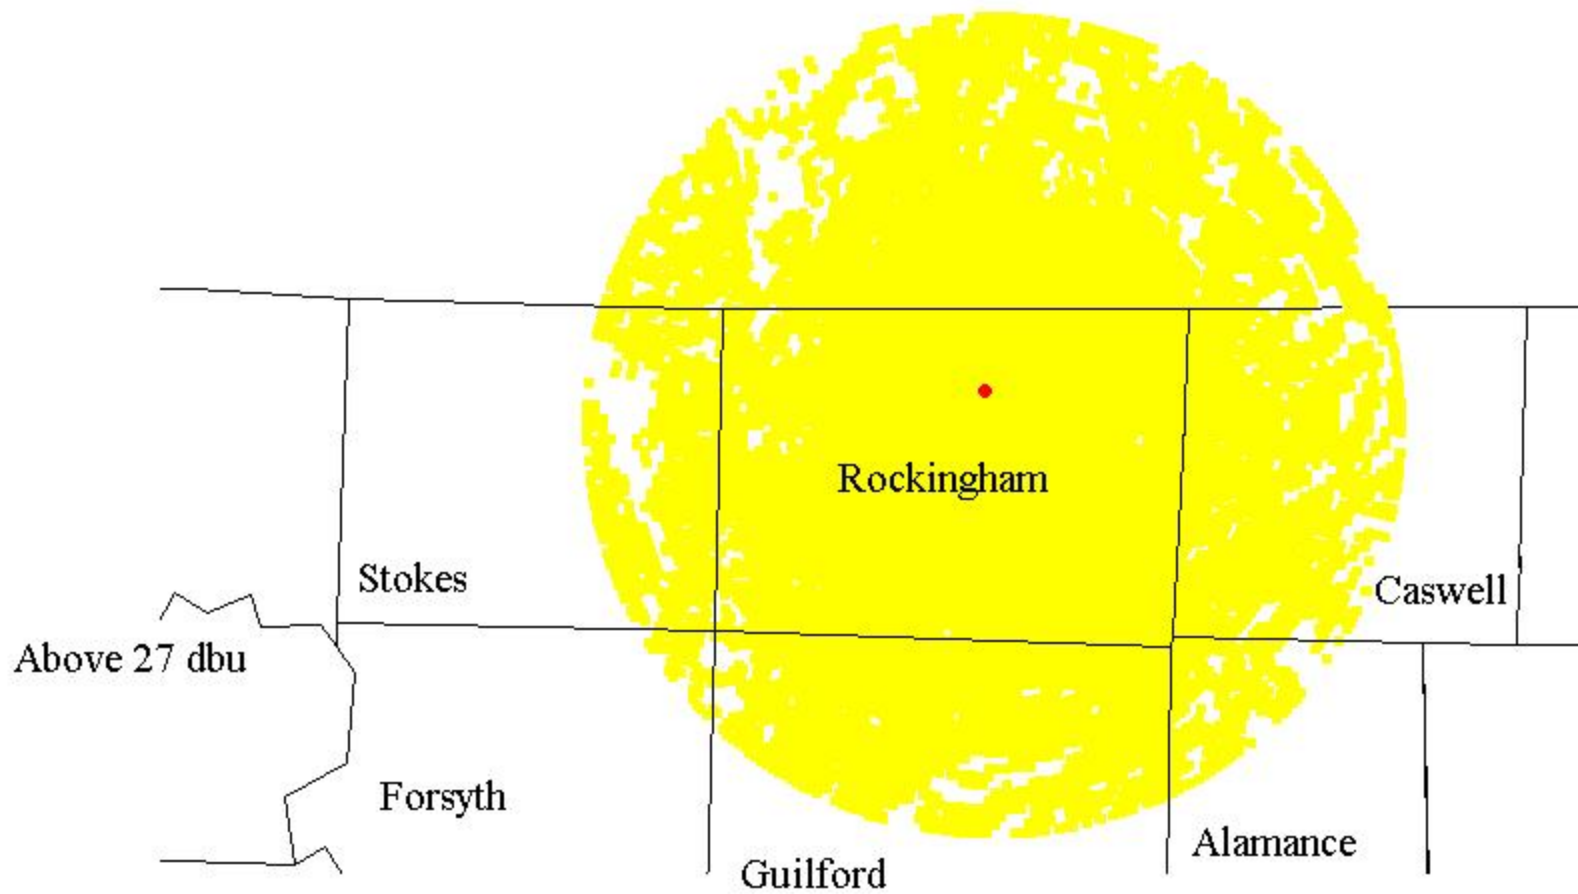 Rockingham
Stokes
Caswell
Above 27 dbu
Forsyth
Alamance
Guilford